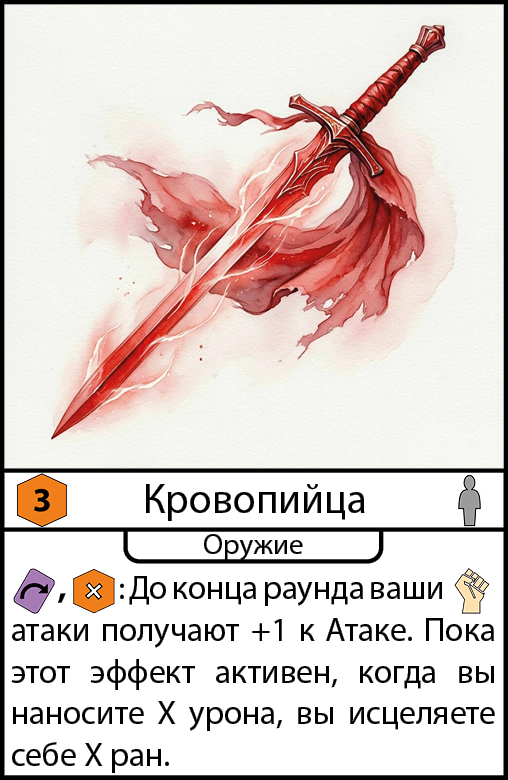 3 Кровопийца
Оружие
, : До конца раунда ваши
атаки получают +1 к Атаке. Пока
этот эффект активен, когда вы
наносите X урона, вы исцеляете
себе X ран.